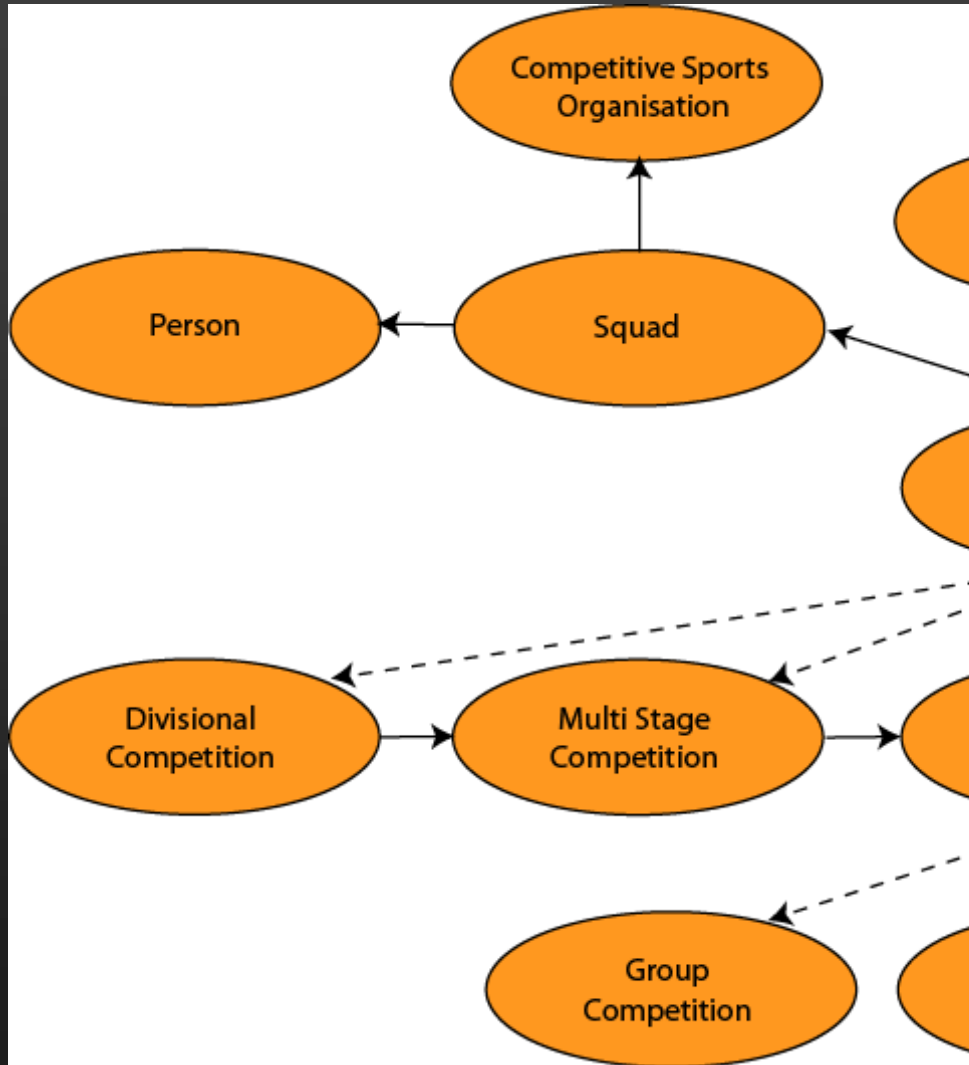 Competitive Sports
Organisation
Person
Squad
Divisional
Competition
Multi Stage
Competition
Group
Competition